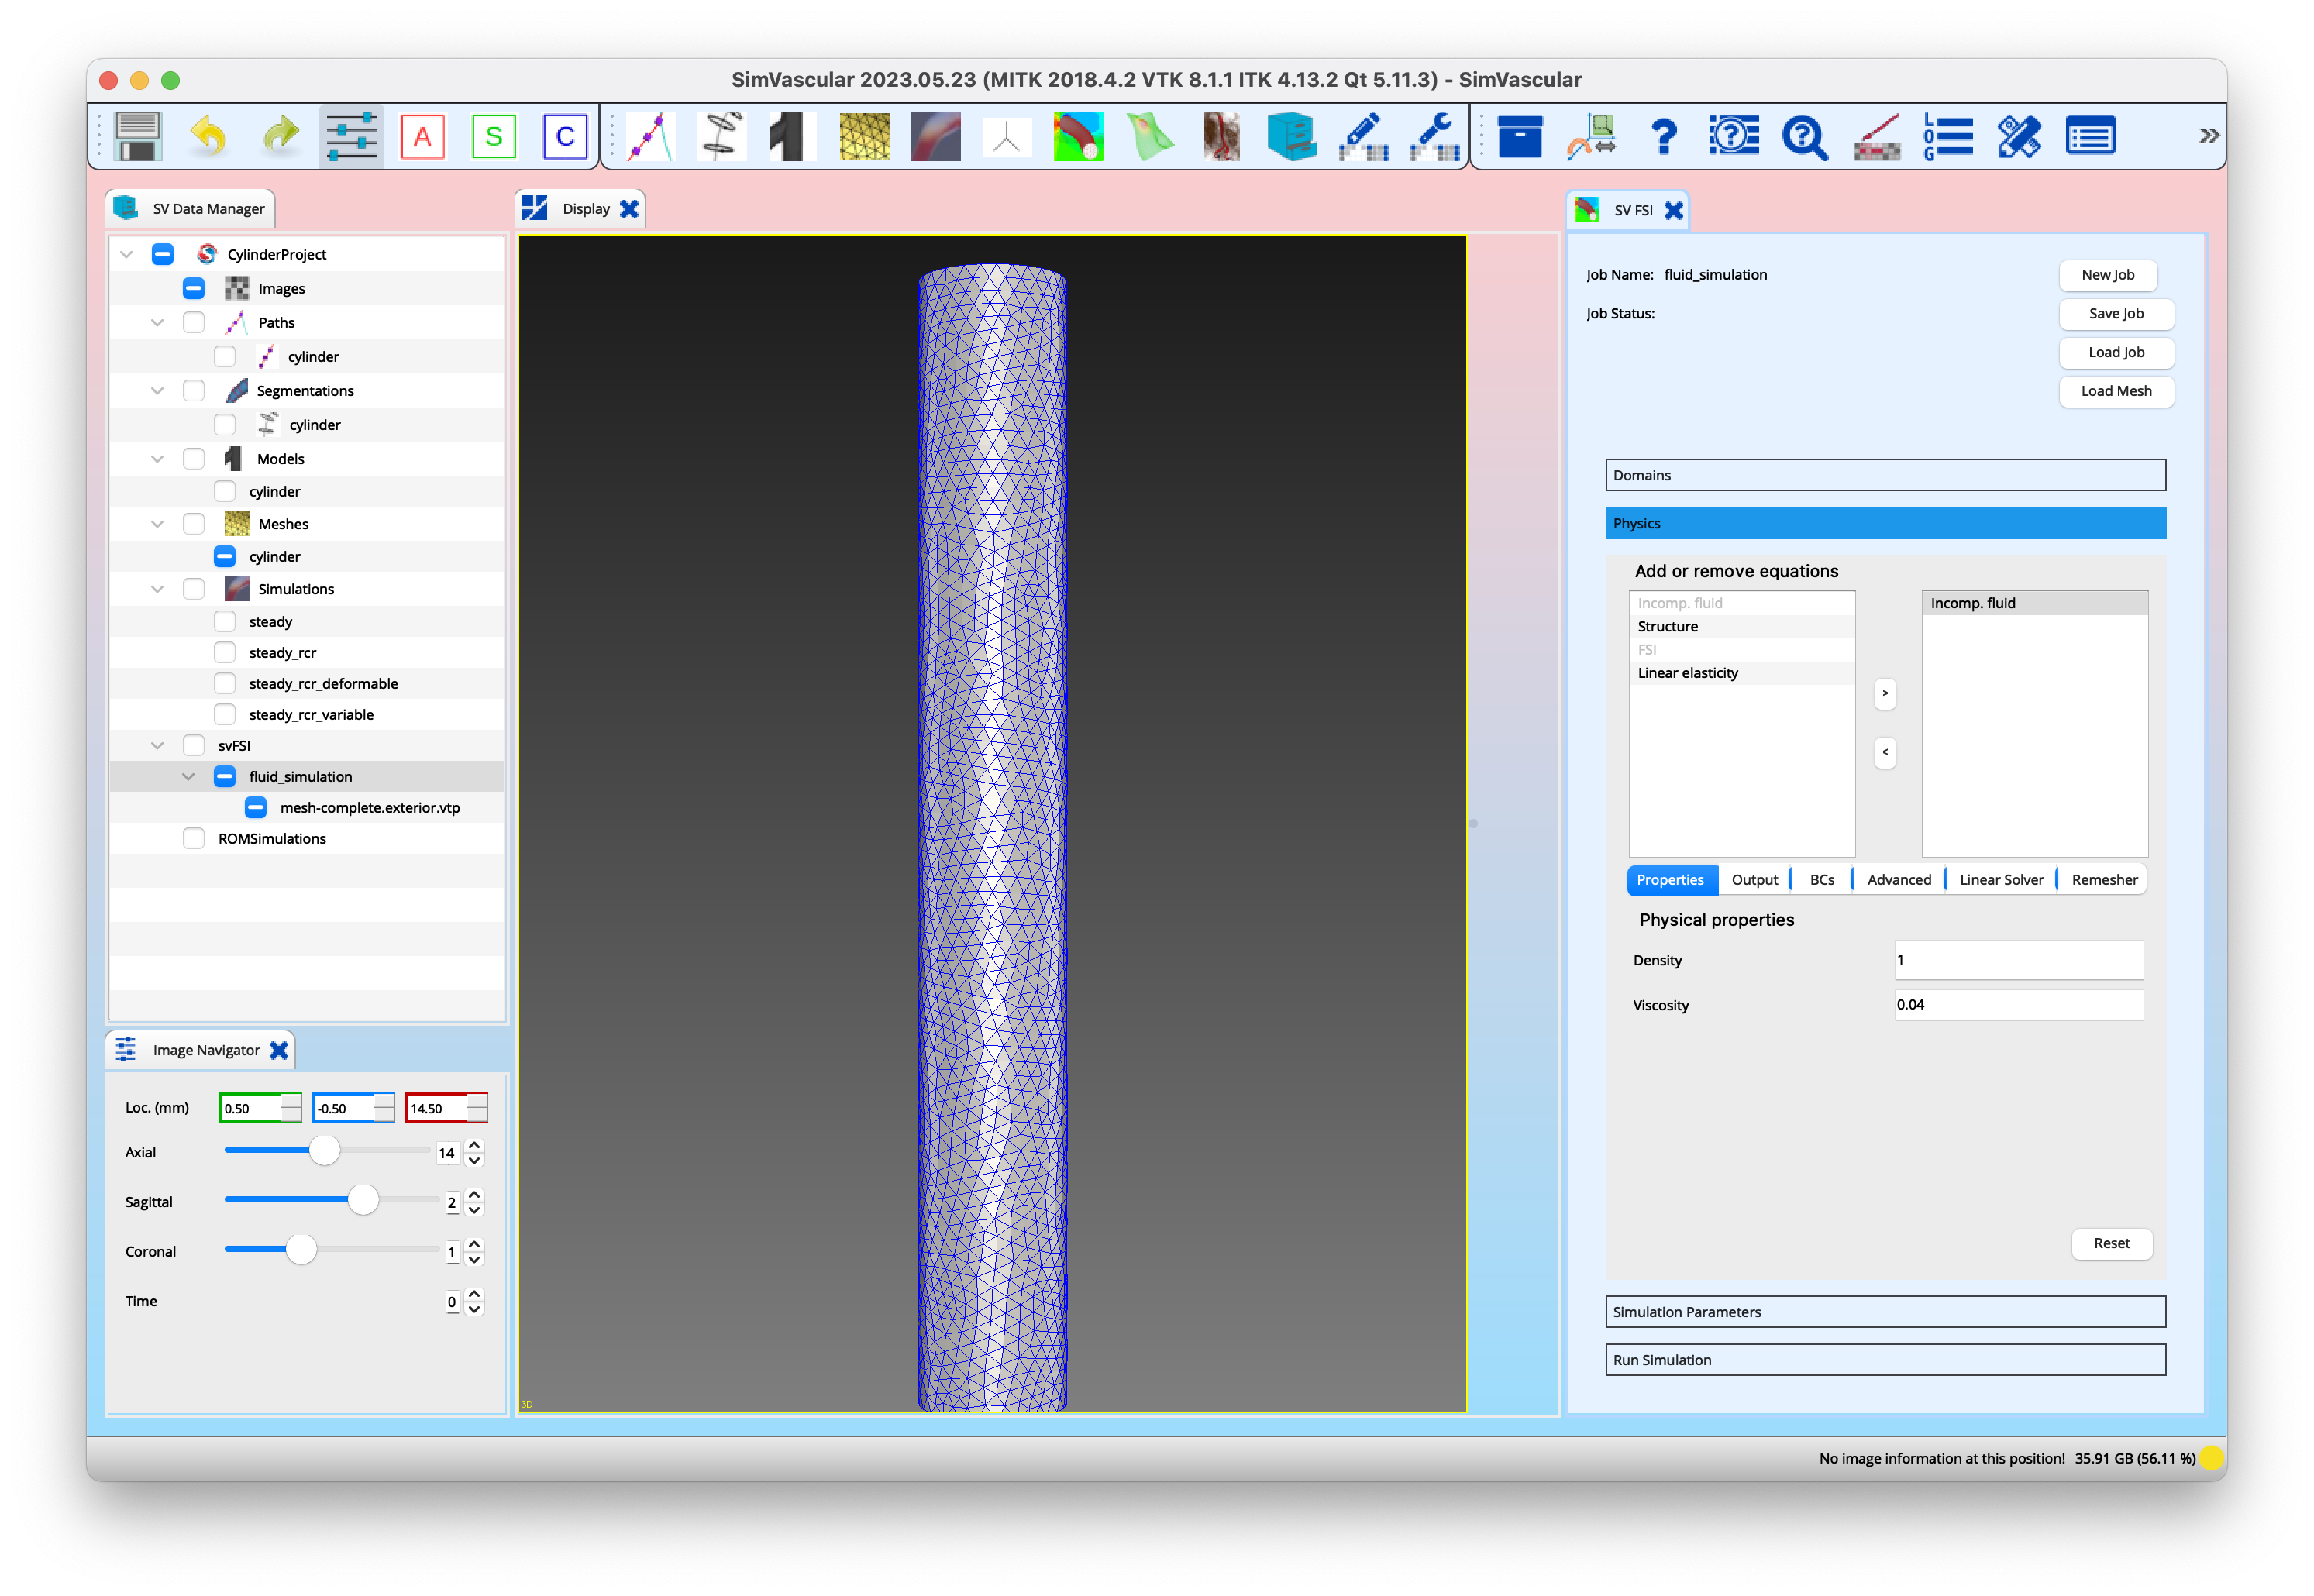 SimVascular 2023.05.23 (MITK 2018.4.2 VTK 8.1.1 ITK 4.13.2 Qt 5.11.3) - SimVascular
A S C
LOG
SV Data Manager
CylinderProject
Images
Paths
cylinder
Segmentations
cylinder
Models
cylinder
Meshes
cylinder
Simulations
steady
steady_rcr
steady_rcr_deformable
steady_rcr_variable
svFSI
fluid_simulation
mesh-complete.exterior.vtp
ROMSimulations
Image Navigator
Loc. (mm) 0.50 -0.50 14.50
Axial 14
Sagittal 2
Coronal 1
Time 0
Display
3D
SV FSI
Job Name: fluid_simulation
New Job
Job Status:
Save Job
Load Job
Load Mesh
Domains
Physics
Add or remove equations
Incomp. fluid
Structure
FSI
Linear elasticity
>
<
Incomp. fluid
Properties Output BCs Advanced Linear Solver Remesher
Physical properties
Density 1
Viscosity 0.04
Reset
Simulation Parameters
Run Simulation
No image information at this position! 35.91 GB (56.11 %)